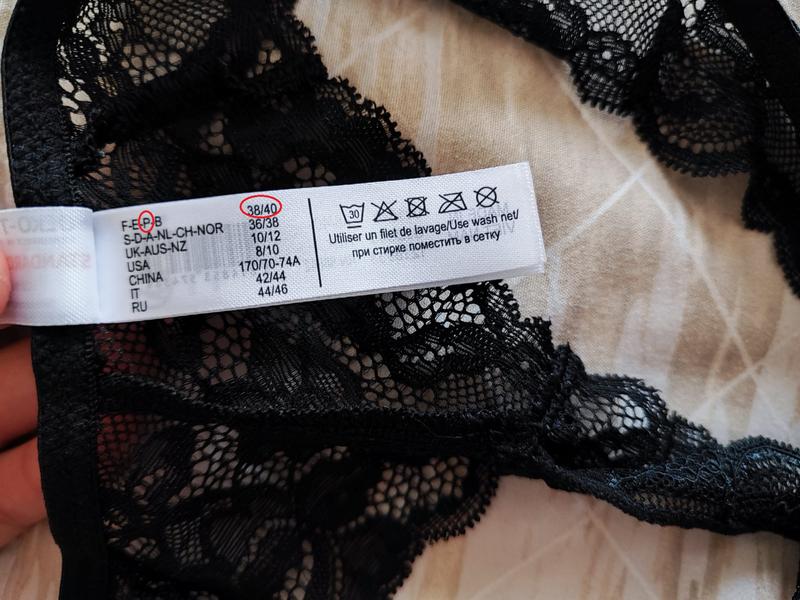 F-E-P-B 38/40
S-D-A-NL-CH-NOR 36/38
UK-AUS-NZ 10/12
USA 8/10
CHINA 170/70-74A
IT 42/44
RU 44/46
30
Utiliser un filet de lavage/Use wash net/
при стирке поместить в сетку